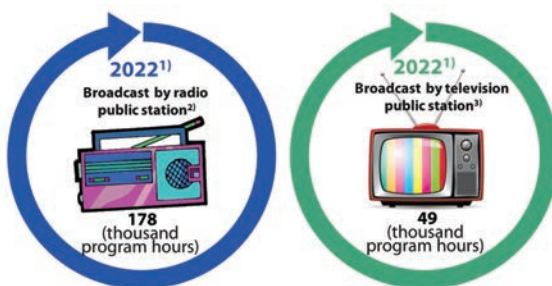 2022¹⁾
Broadcast by radio
public station²⁾
178
(thousand
program hours)
2022¹⁾
Broadcast by television
public station³⁾
49
(thousand
program hours)